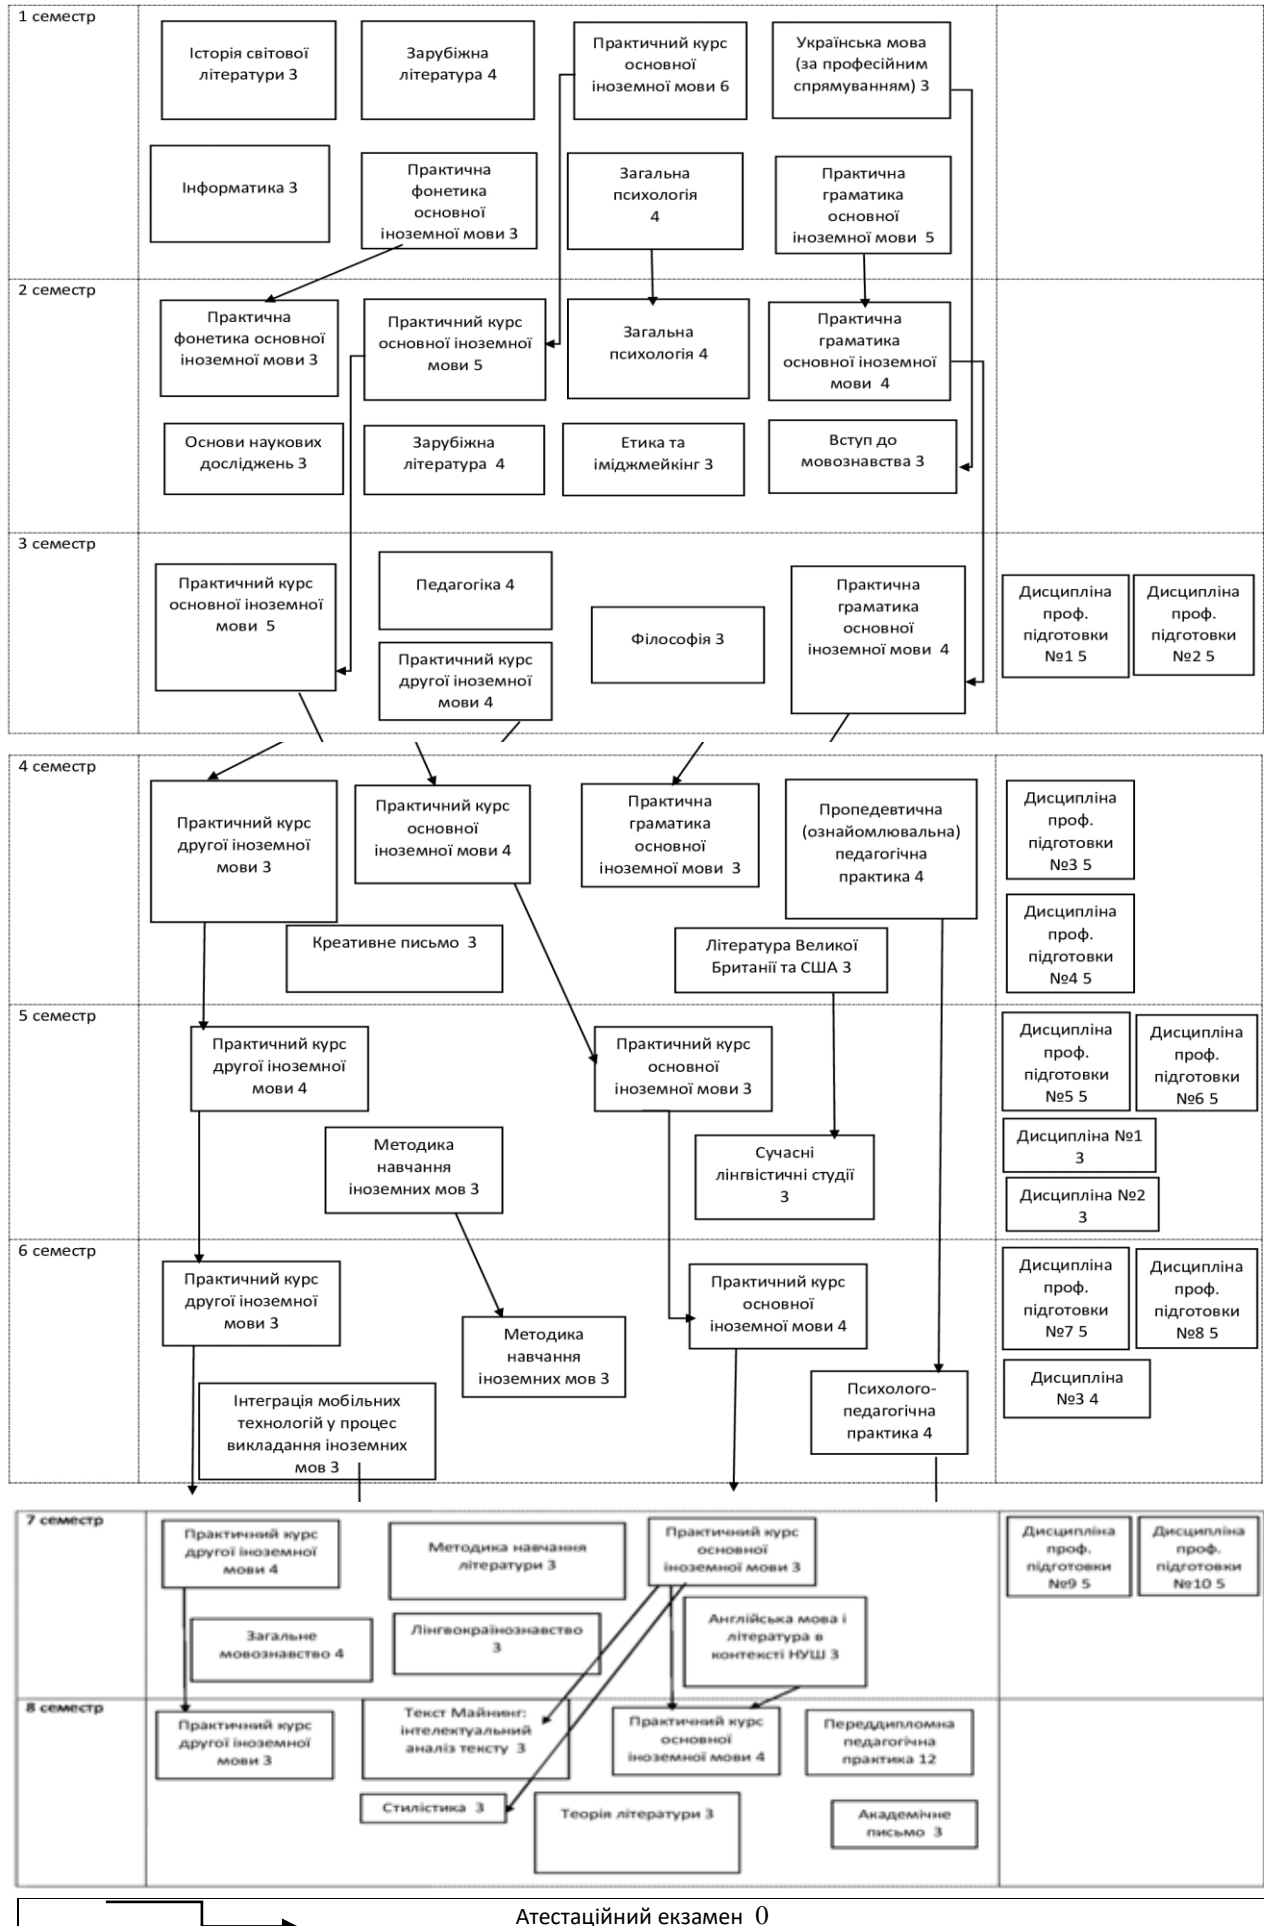 1 семестр
Історія світової
літератури 3
Зарубіжна
література 4
Практичний курс
основної
іноземної мови 6
Українська мова
(за професійним
спрямуванням) 3
Інформатика 3
Практична
фонетика
основної
іноземної мови 3
Загальна
психологія
4
Практична
граматика
основної
іноземної мови 5
2 семестр
Практична
фонетика основної
іноземної мови 3
Практичний курс
основної іноземної
мови 5
Загальна
психологія 4
Практична
граматика
основної іноземної
мови 4
Основи наукових
досліджень 3
Зарубіжна
література 4
Етика та
іміджмейкінг 3
Вступ до
мовознавства 3
3 семестр
Практичний курс
основної іноземної
мови 5
Педагогіка 4
Практичний курс
другої іноземної
мови 4
Філософія 3
Практична
граматика
основної
іноземної мови 4
Дисципліна
проф.
підготовки
№1 5
Дисципліна
проф.
підготовки
№2 5
4 семестр
Практичний курс
другої іноземної
мови 3
Практичний курс
основної
іноземної мови 4
Практична
граматика
основної
іноземної мови 3
Пропедевтична
(ознайомлювальна)
педагогічна
практика 4
Дисципліна
проф.
підготовки
№3 5
Креативне письмо 3
Література Великої
Британії та США 3
Дисципліна
проф.
підготовки
№4 5
5 семестр
Практичний курс
другої іноземної
мови 4
Практичний курс
основної
іноземної мови 3
Дисципліна
проф.
підготовки
№5 5
Дисципліна
проф.
підготовки
№6 5
Методика
навчання
іноземних мов 3
Сучасні
лінгвістичні студії
3
Дисципліна №1
3
Дисципліна №2
3
6 семестр
Практичний курс
другої іноземної
мови 3
Методика
навчання
іноземних мов 3
Практичний курс
основної
іноземної мови 4
Дисципліна
проф.
підготовки
№7 5
Дисципліна
проф.
підготовки
№8 5
Інтеграція мобільних
технологій у процес
викладання іноземних
мов 3
Психолого-
педагогічна
практика 4
Дисципліна
№3 4
7 семестр
Практичний курс
другої іноземної
мови 4
Методика навчання
літератури 3
Практичний курс
основної
іноземної мови 3
Дисципліна
проф.
підготовки
№9 5
Дисципліна
проф.
підготовки
№10 5
Загальне
мовознавство 4
Лінгвокраїнознавство
3
Англійська мова і
література в
контексті НУШ 3
8 семестр
Практичний курс
другої іноземної
мови 3
Текст Майнинг:
інтелектуальний
аналіз тексту 3
Практичний курс
основної
іноземної мови 4
Переддипломна
педагогічна
практика 12
Стилістика 3
Теорія літератури 3
Академічне
письмо 3
Атестаційний екзамен 0